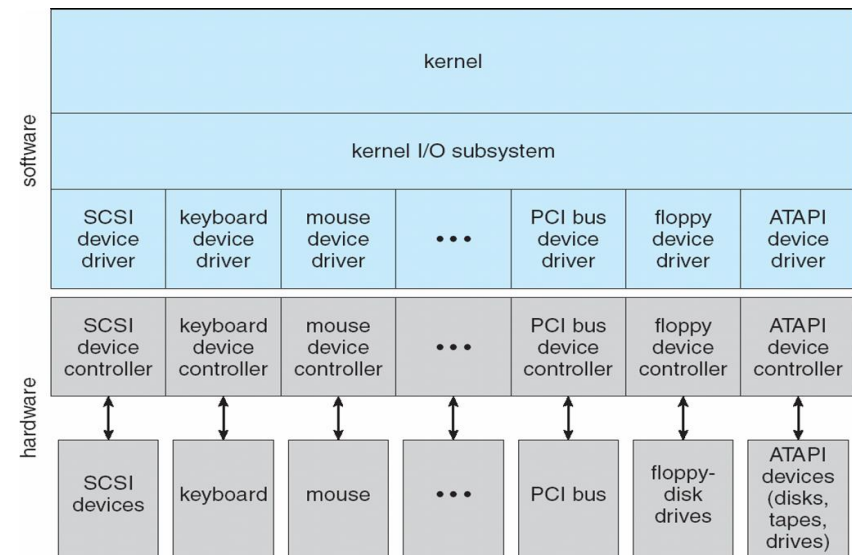 software
kernel
kernel I/O subsystem
SCSI
device
driver
keyboard
device
driver
mouse
device
driver
•••
PCI bus
device
driver
floppy
device
driver
ATAPI
device
driver
hardware
SCSI
device
controller
keyboard
device
controller
mouse
device
controller
•••
PCI bus
device
controller
floppy
device
controller
ATAPI
device
controller
SCSI
devices
keyboard
mouse
•••
PCI bus
floppy-
disk
drives
ATAPI
devices
(disks,
tapes,
drives)